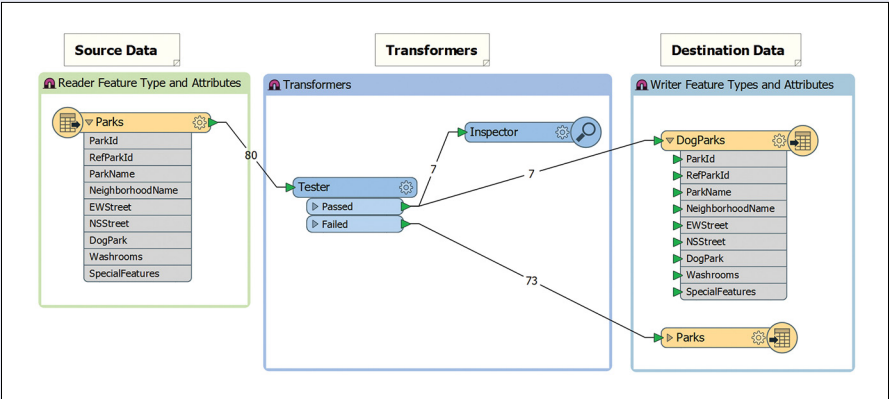 Source Data
Transformers
Destination Data
Reader Feature Type and Attributes
Parks
ParkId
RefParkId
ParkName
NeighborhoodName
EWStreet
NSStreet
DogPark
Washrooms
SpecialFeatures
80
Transformers
Tester
Passed
Failed
Inspector
7
7
73
Writer Feature Types and Attributes
DogParks
ParkId
RefParkId
ParkName
NeighborhoodName
EWStreet
NSStreet
DogPark
Washrooms
SpecialFeatures
Parks